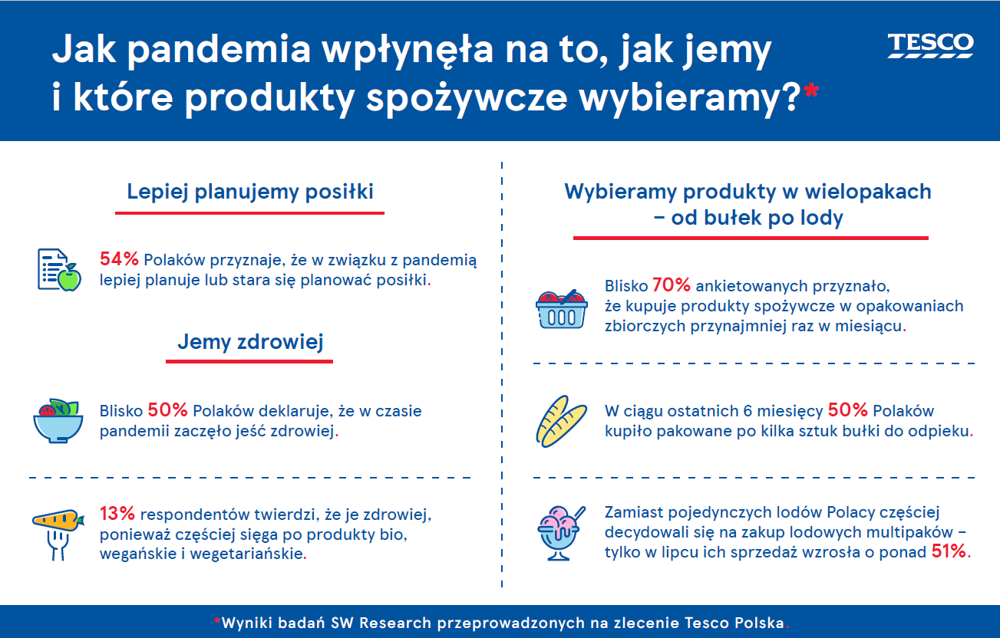 Jak pandemia wpłynęła na to, jak jemy
i które produkty spożywcze wybieramy?*
TESCO
Lepiej planujemy posiłki
54% Polaków przyznaje, że w związku z pandemią
lepiej planuje lub stara się planować posiłki.
Jemy zdrowiej
Blisko 50% Polaków deklaruje, że w czasie
pandemii zaczęło jeść zdrowiej.
13% respondentów twierdzi, że je zdrowiej,
ponieważ częściej sięga po produkty bio,
wegańskie i wegetariańskie.
Wybieramy produkty w wielopakach
– od bułek po lody
Blisko 70% ankietowanych przyznało,
że kupuje produkty spożywcze w opakowaniach
zbiorczych przynajmniej raz w miesiącu.
W ciągu ostatnich 6 miesięcy 50% Polaków
kupiło pakowane po kilka sztuk bułki do odpieku.
Zamiast pojedynczych lodów Polacy częściej
decydowali się na zakup lodowych multipaków –
tylko w lipcu ich sprzedaż wzrosła o ponad 51%.
*Wyniki badań SW Research przeprowadzonych na zlecenie Tesco Polska.